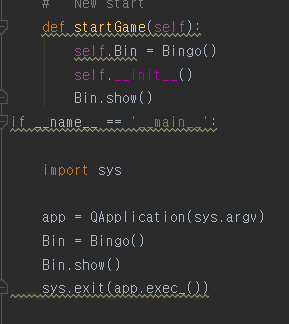 #   New start
def startGame(self):
self.Bin = Bingo()
self.__init__()
Bin.show()
if __name__ == '__main__':
import sys
app = QApplication(sys.argv)
Bin = Bingo()
Bin.show()
sys.exit(app.exec_())